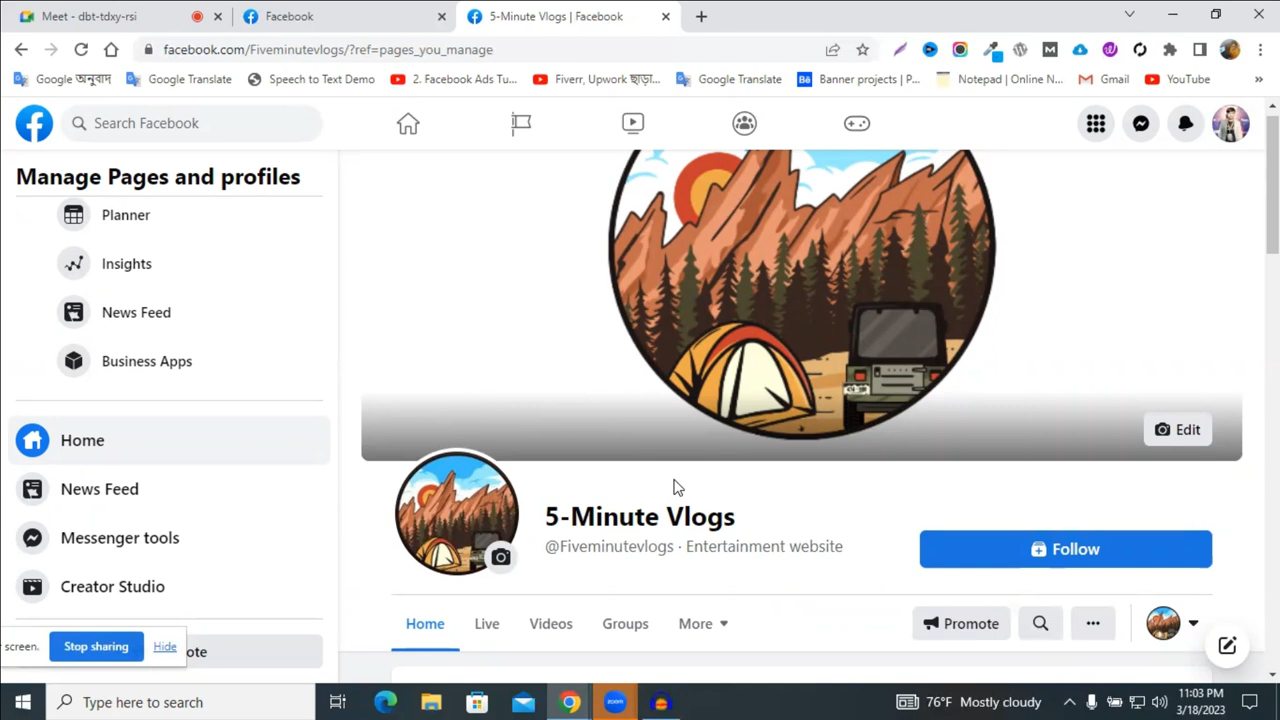 Meet - dbt-tdxy-rsi
Facebook
5-Minute Vlogs | Facebook
facebook.com/Fiveminutevlogs/?ref=pages_you_manage
Google অনুবাদ
Google Translate
Speech to Text Demo
2. Facebook Ads Tu...
Fiverr, Upwork ছাড়া...
Google Translate
Banner projects | P...
Notepad | Online N...
Gmail
YouTube
Search Facebook
Manage Pages and profiles
Planner
Insights
News Feed
Business Apps
Home
News Feed
Messenger tools
Creator Studio
Edit
5-Minute Vlogs
@Fiveminutevlogs · Entertainment website
Follow
Home
Live
Videos
Groups
More
Promote
screen.
Stop sharing
Hide
ote
Type here to search
zoom
76°F Mostly cloudy
11:03 PM
3/18/2023